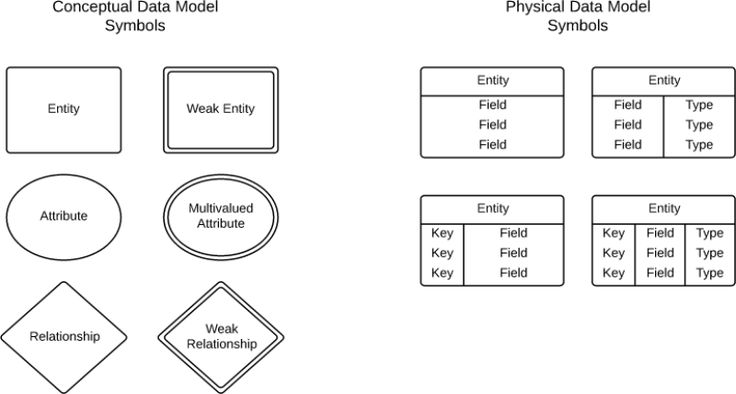 Conceptual Data Model
Symbols
Physical Data Model
Symbols
Entity
Weak Entity
Attribute
Multivalued
Attribute
Relationship
Weak
Relationship
Entity
Field
Field
Field
Entity
Field Type
Field Type
Field Type
Entity
Key Field
Key Field
Key Field
Entity
Key Field Type
Key Field Type
Key Field Type